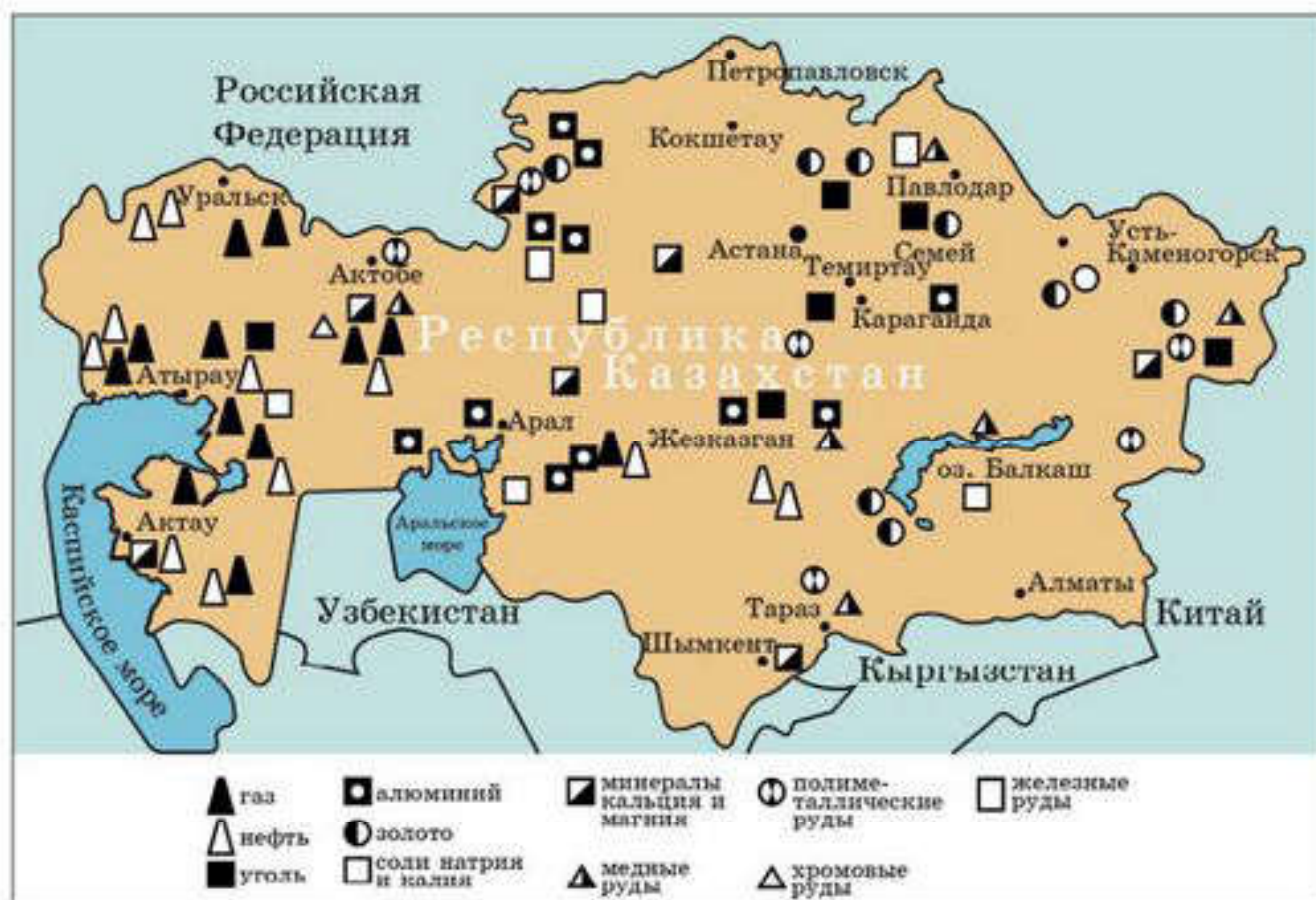 Российская
Федерация
Петропавловск
Кокшетау
Павлодар
Уральск
Актобе
Астана
Темиртау
Семей
Усть-
Каменогорск
Караганда
Республика
Казахстан
Атырау
Арал
Жезказган
оз. Балкаш
Актау
Аральское
море
Каспийское море
Узбекистан
Тараз
Алматы
Китай
Шымкент
Кыргызстан
газ
нефть
уголь
алюминий
золото
соли натрия
и калия
минералы
кальция и
магния
медные
руды
полиме-
таллические
руды
хромовые
руды
железные
руды